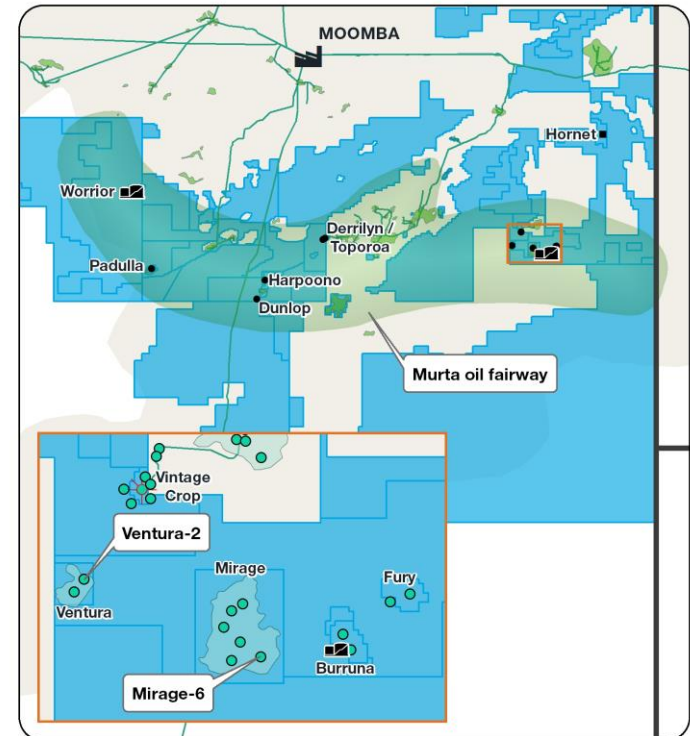 MOOMBA
Hornet
Worrior
Derrilyn /
Toporoa
Padulla
Harpoono
Dunlop
Murta oil fairway
Vintage
Crop
Ventura-2
Mirage
Fury
Ventura
Burruna
Mirage-6